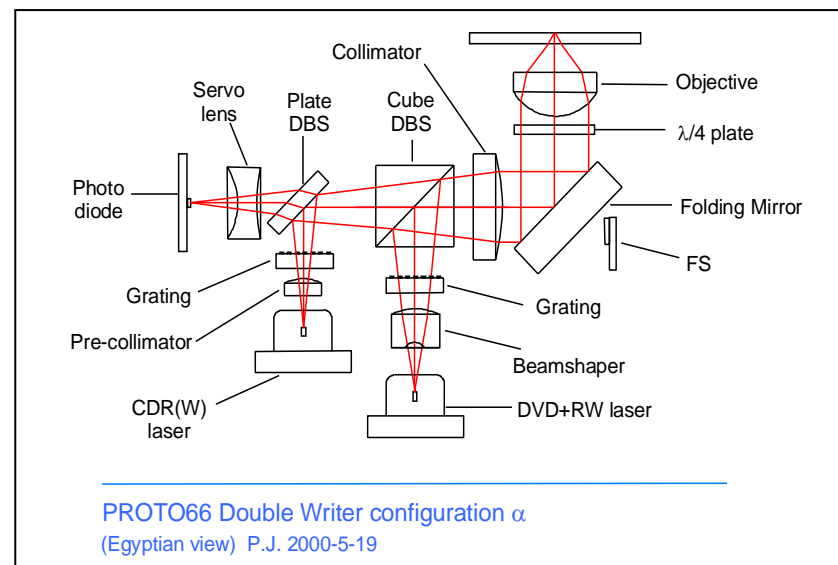 Collimator
Servo
lens
Plate
DBS
Cube
DBS
Objective
λ/4 plate
Photo
diode
Folding Mirror
FS
Grating
Grating
Pre-collimator
Beamshaper
CDR(W)
laser
DVD+RW laser
PROTO66 Double Writer configuration α
(Egyptian view) P.J. 2000-5-19